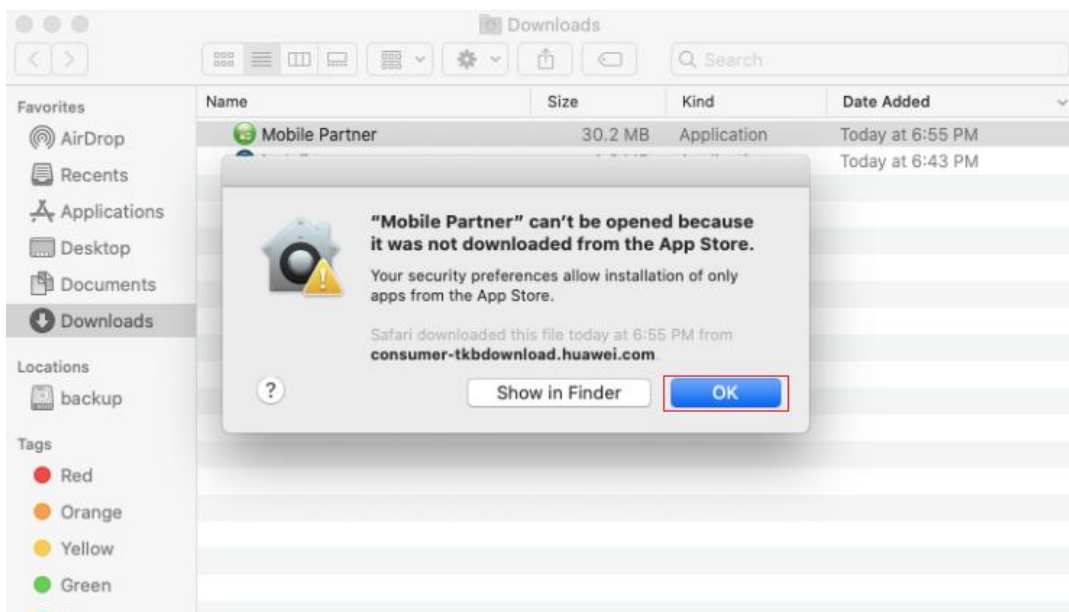 Downloads
Search
Favorites
AirDrop
Recents
Applications
Desktop
Documents
Downloads
Locations
backup
Tags
Red
Orange
Yellow
Green
Name Size Kind Date Added
Mobile Partner 30.2 MB Application Today at 6:55 PM
Today at 6:43 PM
"Mobile Partner" can't be opened because
it was not downloaded from the App Store.
Your security preferences allow installation of only
apps from the App Store.
Safari downloaded this file today at 6:55 PM from
consumer-tkbdownload.huawei.com
?
Show in Finder
OK